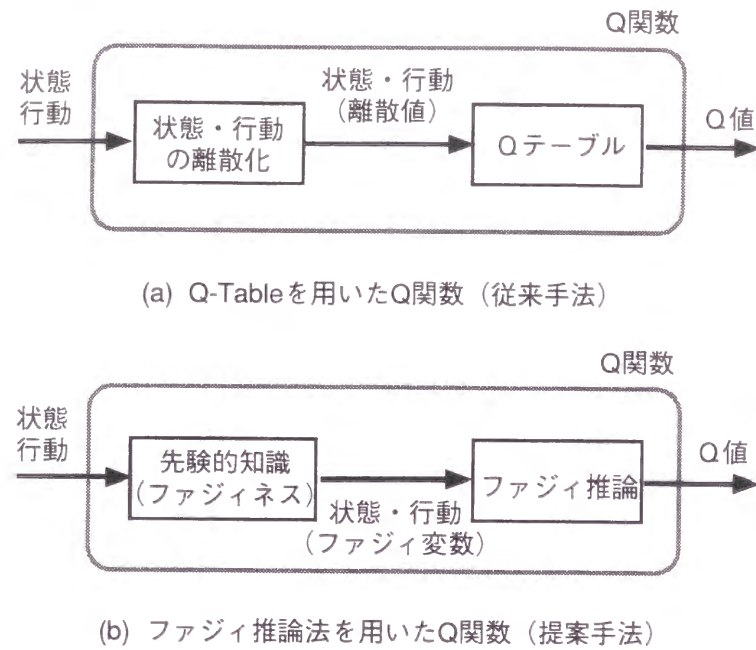 Q関数
状態
行動
状態・行動
の離散化
状態・行動
(離散値)
Qテーブル
Q値
(a) Q-Tableを用いたQ関数（従来手法）
Q関数
状態
行動
先験的知識
(ファジィネス)
状態・行動
(ファジィ変数)
ファジィ推論
Q値
(b) ファジィ推論法を用いたQ関数（提案手法）